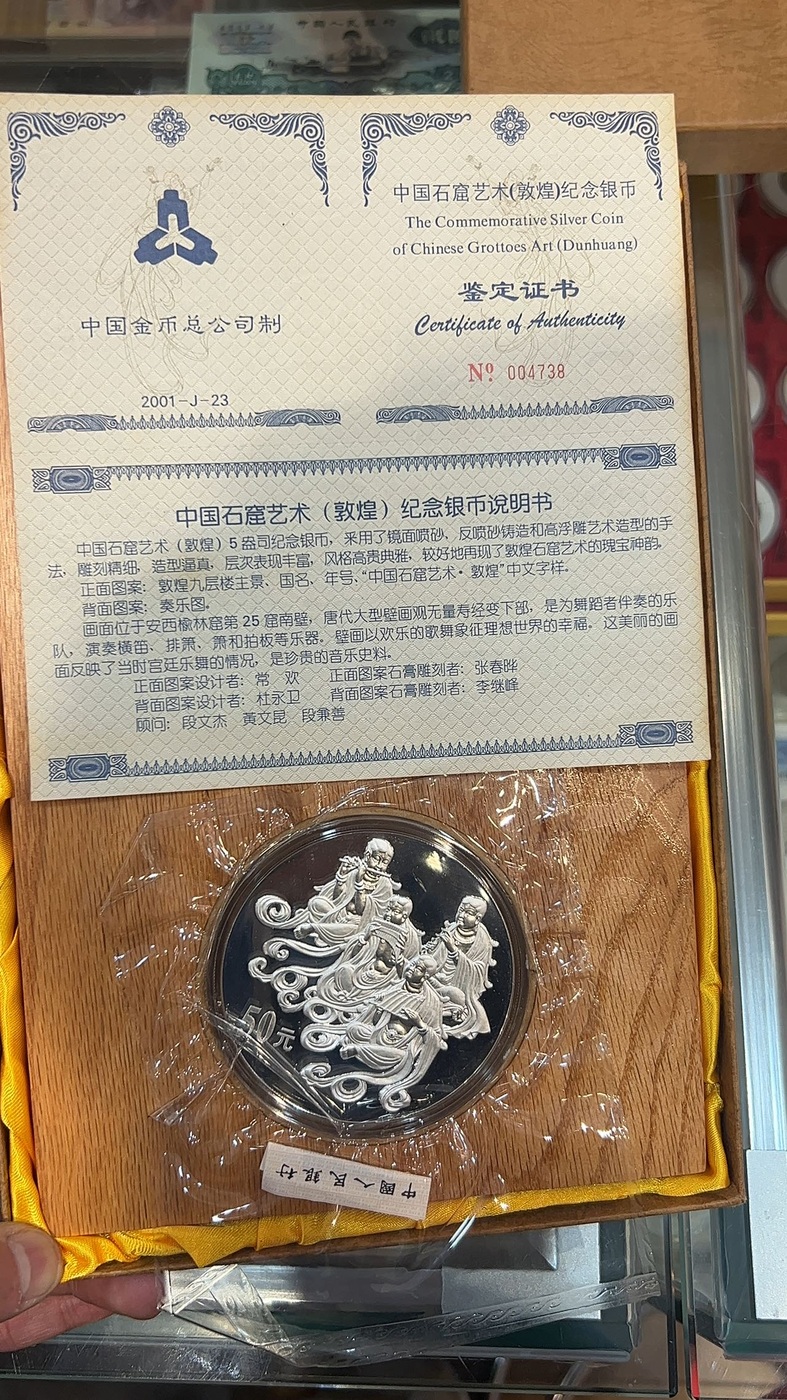 中国人民银行
中国金币总公司制
2001-J-23
中国石窟艺术(敦煌)纪念银币
The Commemorative Silver Coin
of Chinese Grottoes Art (Dunhuang)
鉴定证书
Certificate of Authenticity
Nº 004738
中国石窟艺术（敦煌）纪念银币说明书
中国石窟艺术（敦煌）5盎司纪念银币，采用了镜面喷砂、反喷砂铸造和高浮雕艺术造型的手
法，雕刻精细，造型逼真，层次表现丰富，风格高贵典雅，较好地再现了敦煌石窟艺术的瑰宝神韵。
正面图案：敦煌九层楼主景、国名、年号、“中国石窟艺术·敦煌”中文字样。
背面图案：奏乐图。
画面位于安西榆林窟第25窟南壁，唐代大型壁画观无量寿经变下部，是为舞蹈者伴奏的乐
队，演奏横笛、排箫、箫和拍板等乐器。壁画以欢乐的歌舞象征理想世界的幸福。这美丽的画
面反映了当时宫廷乐舞的情况，是珍贵的音乐史料。
正面图案设计者：常 欢 正面图案石膏雕刻者：张春晔
背面图案设计者：杜永卫 背面图案石膏雕刻者：李继峰
顾问：段文杰 黄文昆 段兼善
50元
中國人民銀行